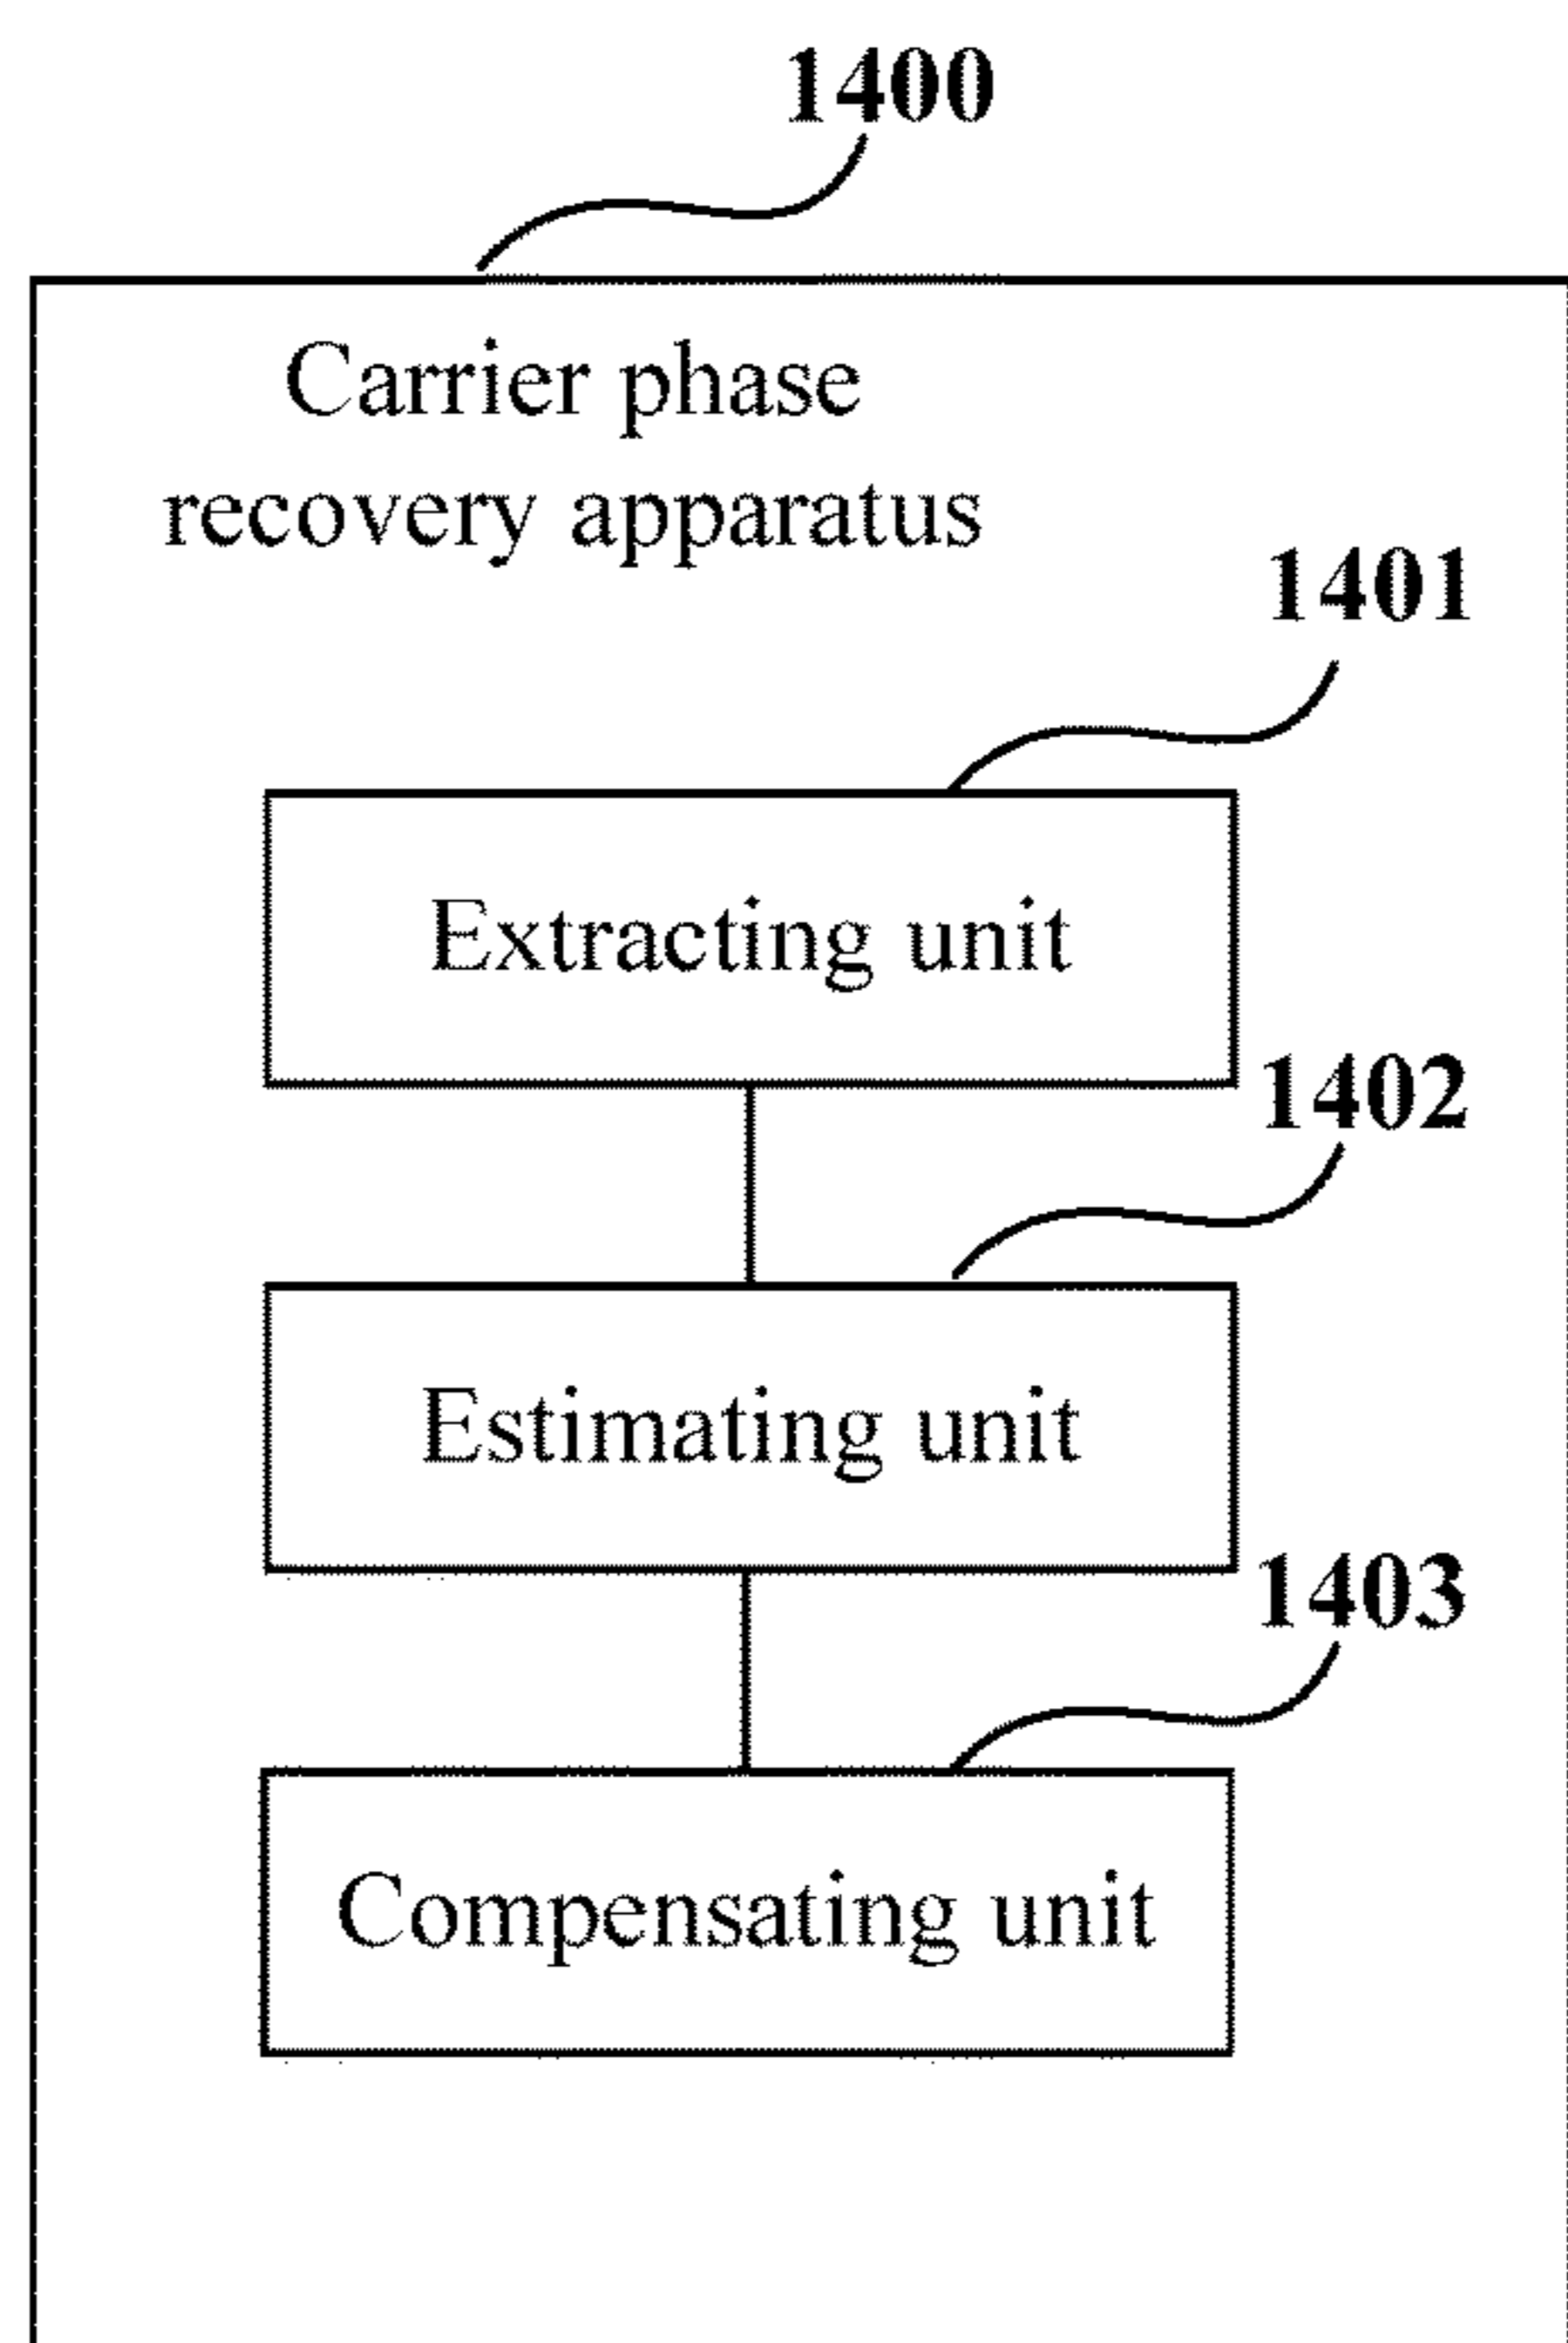 1400
Carrier phase
recovery apparatus
1401
Extracting unit
1402
Estimating unit
1403
Compensating unit